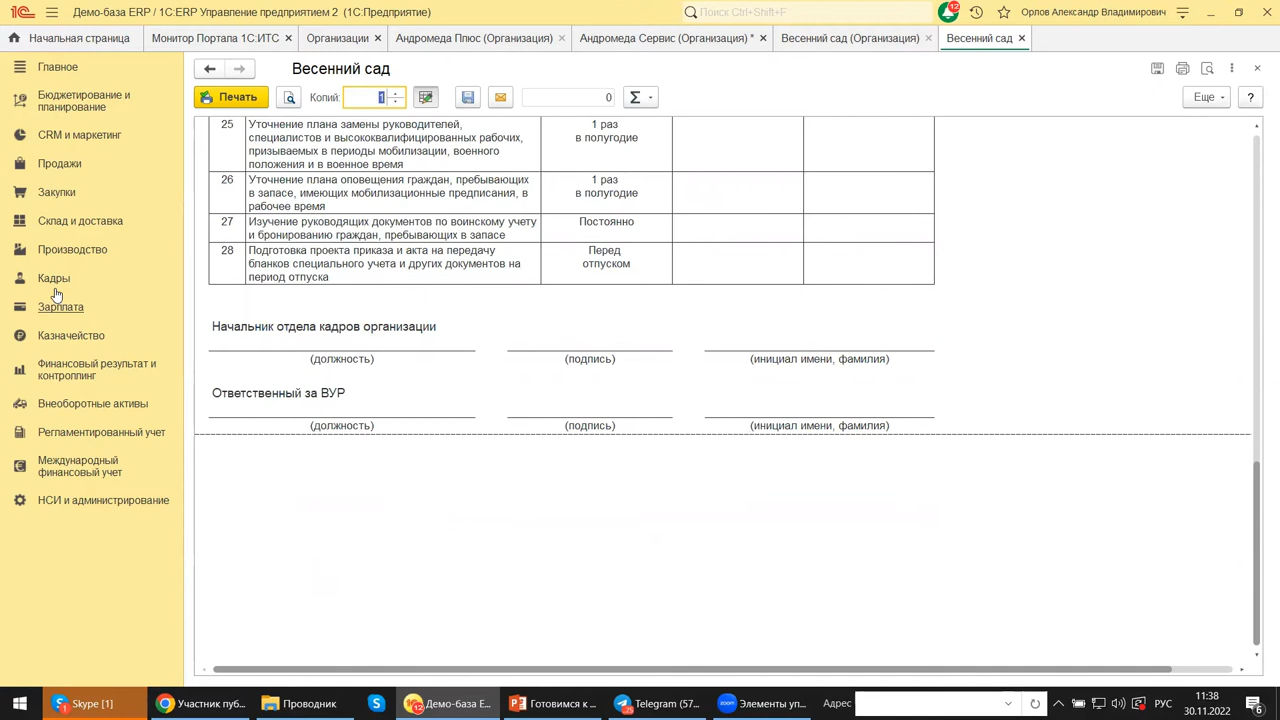 Демо-база ERP / 1С:ERP Управление предприятием 2 (1С:Предприятие)
Поиск Ctrl+Shift+F
12
Орлов Александр Владимирович
Начальная страница
Монитор Портала 1С:ИТС
Организации
Андромеда Плюс (Организация)
Андромеда Сервис (Организация) *
Весенний сад (Организация)
Весенний сад
Главное
Бюджетирование и
планирование
CRM и маркетинг
Продажи
Закупки
Склад и доставка
Производство
Кадры
Зарплата
Казначейство
Финансовый результат и
контроллинг
Внеоборотные активы
Регламентированный учет
Международный
финансовый учет
НСИ и администрирование
Весенний сад
Печать
Копий:
1
0
Σ
Еще
?
25 Уточнение плана замены руководителей, 1 раз
специалистов и высококвалифицированных рабочих, в полугодие
призываемых в периоды мобилизации, военного
положения и в военное время
26 Уточнение плана оповещения граждан, пребывающих 1 раз
в запасе, имеющих мобилизационные предписания, в в полугодие
рабочее время
27 Изучение руководящих документов по воинскому учету Постоянно
и бронированию граждан, пребывающих в запасе
28 Подготовка проекта приказа и акта на передачу Перед
бланков специального учета и других документов на отпуском
период отпуска
Начальник отдела кадров организации
(должность) (подпись) (инициал имени, фамилия)
Ответственный за ВУР
(должность) (подпись) (инициал имени, фамилия)
Skype [1]
Участник пуб...
Проводник
Демо-база E...
Готовимся к ...
Telegram (57...
Элементы уп...
Адрес
РУС
11:38
30.11.2022
6